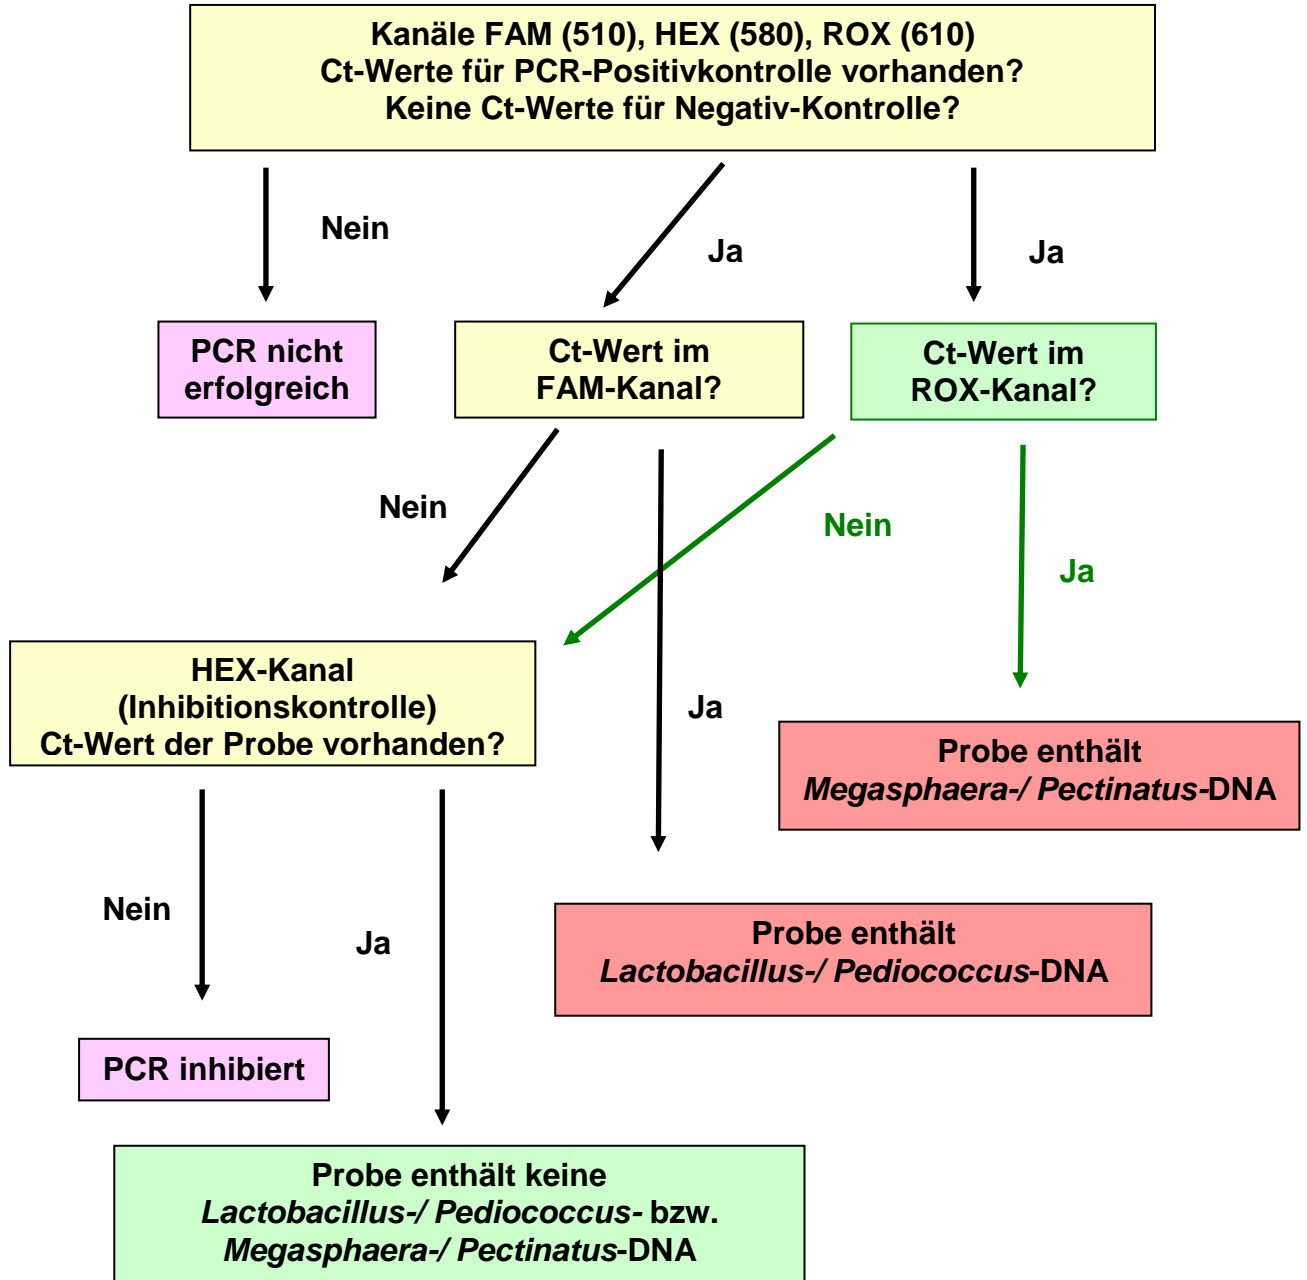 Kanäle FAM (510), HEX (580), ROX (610)
Ct-Werte für PCR-Positivkontrolle vorhanden?
Keine Ct-Werte für Negativ-Kontrolle?
Nein
Ja
Ja
PCR nicht
erfolgreich
Ct-Wert im
FAM-Kanal?
Ct-Wert im
ROX-Kanal?
Nein
Nein
Ja
HEX-Kanal
(Inhibitionskontrolle)
Ct-Wert der Probe vorhanden?
Ja
Probe enthält
Megasphaera-/ Pectinatus-DNA
Nein
Ja
Probe enthält
Lactobacillus-/ Pediococcus-DNA
PCR inhibiert
Probe enthält keine
Lactobacillus-/ Pediococcus- bzw.
Megasphaera-/ Pectinatus-DNA